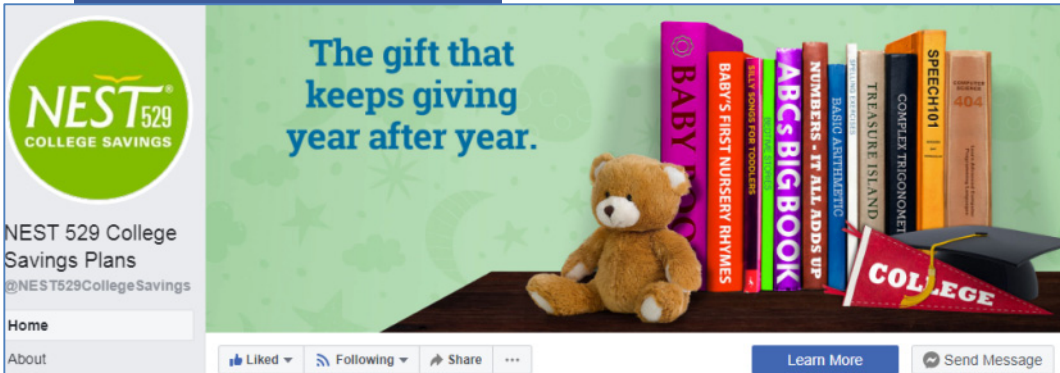 NEST®529
COLLEGE SAVINGS
NEST 529 College
Savings Plans
@NEST529CollegeSavings
Home
About
The gift that
keeps giving
year after year.
BABY
BABY'S FIRST NURSERY RHYMES
SILLY SONGS FOR TODDLERS
ABCs BIG BOOK
NUMBERS - IT ALL ADDS UP
BASIC ARITHMETIC
SPELLING EXERCISES
TREASURE ISLAND
COMPLEX TRIGONOMET
SPEECH101
COMPUTER
SCIENCE
404
COLLEGE
Liked
Following
Share
...
Learn More
Send Message